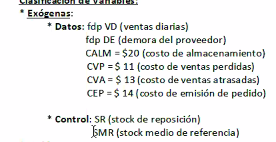 Clasificación de Variables:
* Exógenas:
* Datos: fdp VD (ventas diarias)
fdp DE (demora del proveedor)
CALM = $20 (costo de almacenamiento)
CVP = $ 11 (costo de ventas perdidas)
CVA = $ 13 (costo de ventas atrasadas)
CEP = $ 14 (costo de emisión de pedido)
* Control: SR (stock de reposición)
SMR (stock medio de referencia)